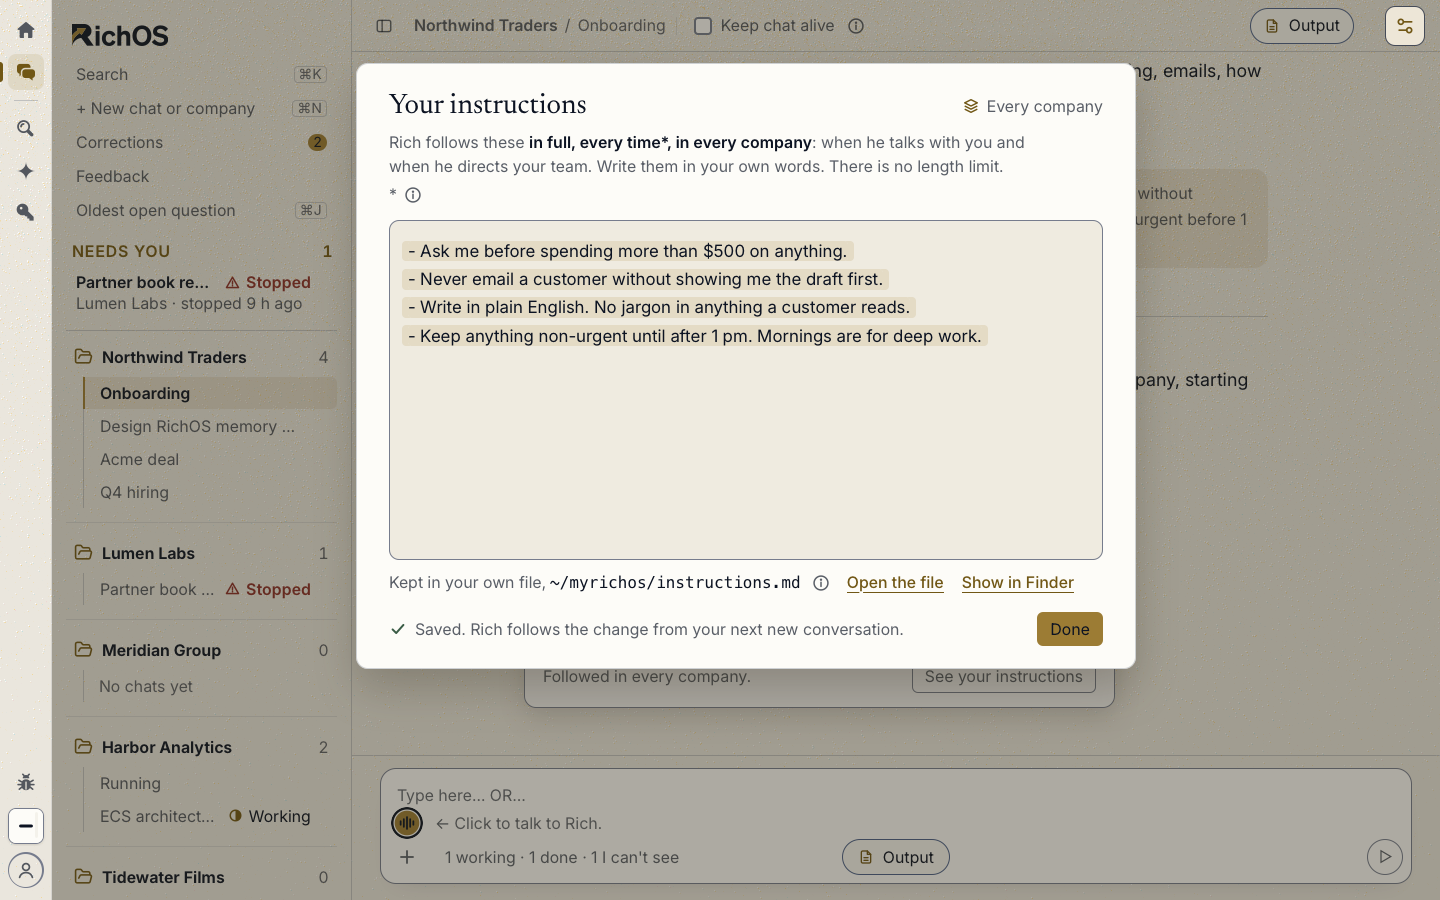 RichOS
Search ⌘K
+ New chat or company ⌘N
Corrections 2
Feedback
Oldest open question ⌘J
NEEDS YOU 1
Partner book re... Stopped
Lumen Labs · stopped 9 h ago
Northwind Traders 4
Onboarding
Design RichOS memory ...
Acme deal
Q4 hiring
Lumen Labs 1
Partner book ... Stopped
Meridian Group 0
No chats yet
Harbor Analytics 2
Running
ECS architect... Working
Tidewater Films 0
Northwind Traders / Onboarding
Keep chat alive
Output
ng, emails, how
without
urgent before 1
pany, starting
Your instructions
Every company
Rich follows these in full, every time*, in every company: when he talks with you and
when he directs your team. Write them in your own words. There is no length limit.
*
- Ask me before spending more than $500 on anything.
- Never email a customer without showing me the draft first.
- Write in plain English. No jargon in anything a customer reads.
- Keep anything non-urgent until after 1 pm. Mornings are for deep work.
Kept in your own file, ~/myrichos/instructions.md Open the file Show in Finder
Saved. Rich follows the change from your next new conversation.
Done
Followed in every company.
See your instructions
Type here... OR...
← Click to talk to Rich.
1 working · 1 done · 1 I can't see
Output